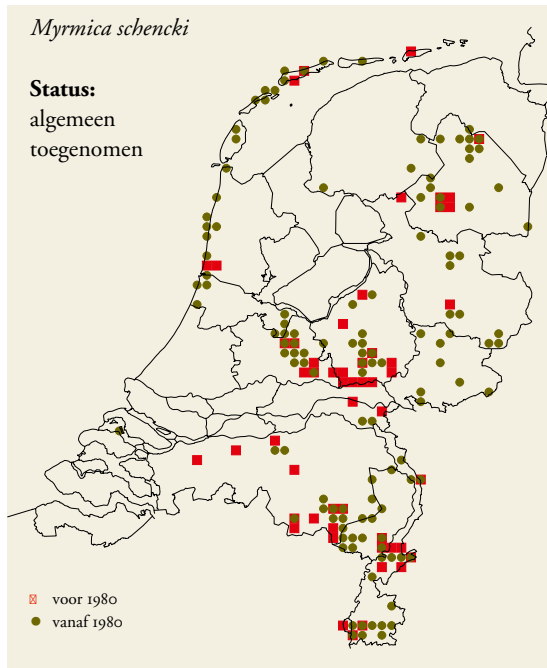 Myrmica schencki
Status:
algemeen
toegenomen
voor 1980
vanaf 1980